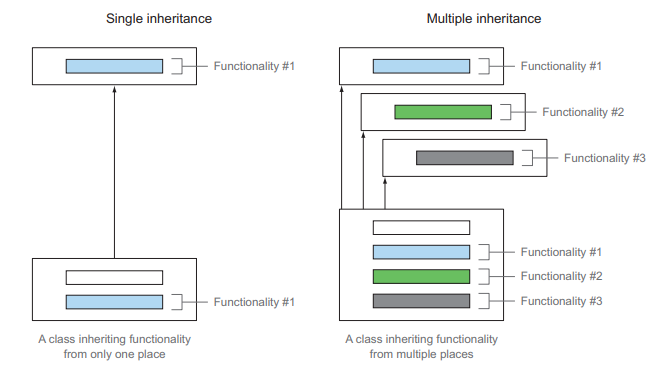 Single inheritance
Functionality #1
Functionality #1
A class inheriting functionality
from only one place
Multiple inheritance
Functionality #1
Functionality #2
Functionality #3
Functionality #1
Functionality #2
Functionality #3
A class inheriting functionality
from multiple places